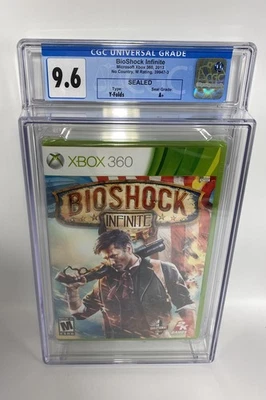 CGC UNIVERSAL GRADE
9.6
BioShock Infinite
Microsoft Xbox 360, 2013
SEALED
Type
Seal Grade
Y-folds
A+
XBOX 360
BIOSHOCK
INFINITE
M
2K